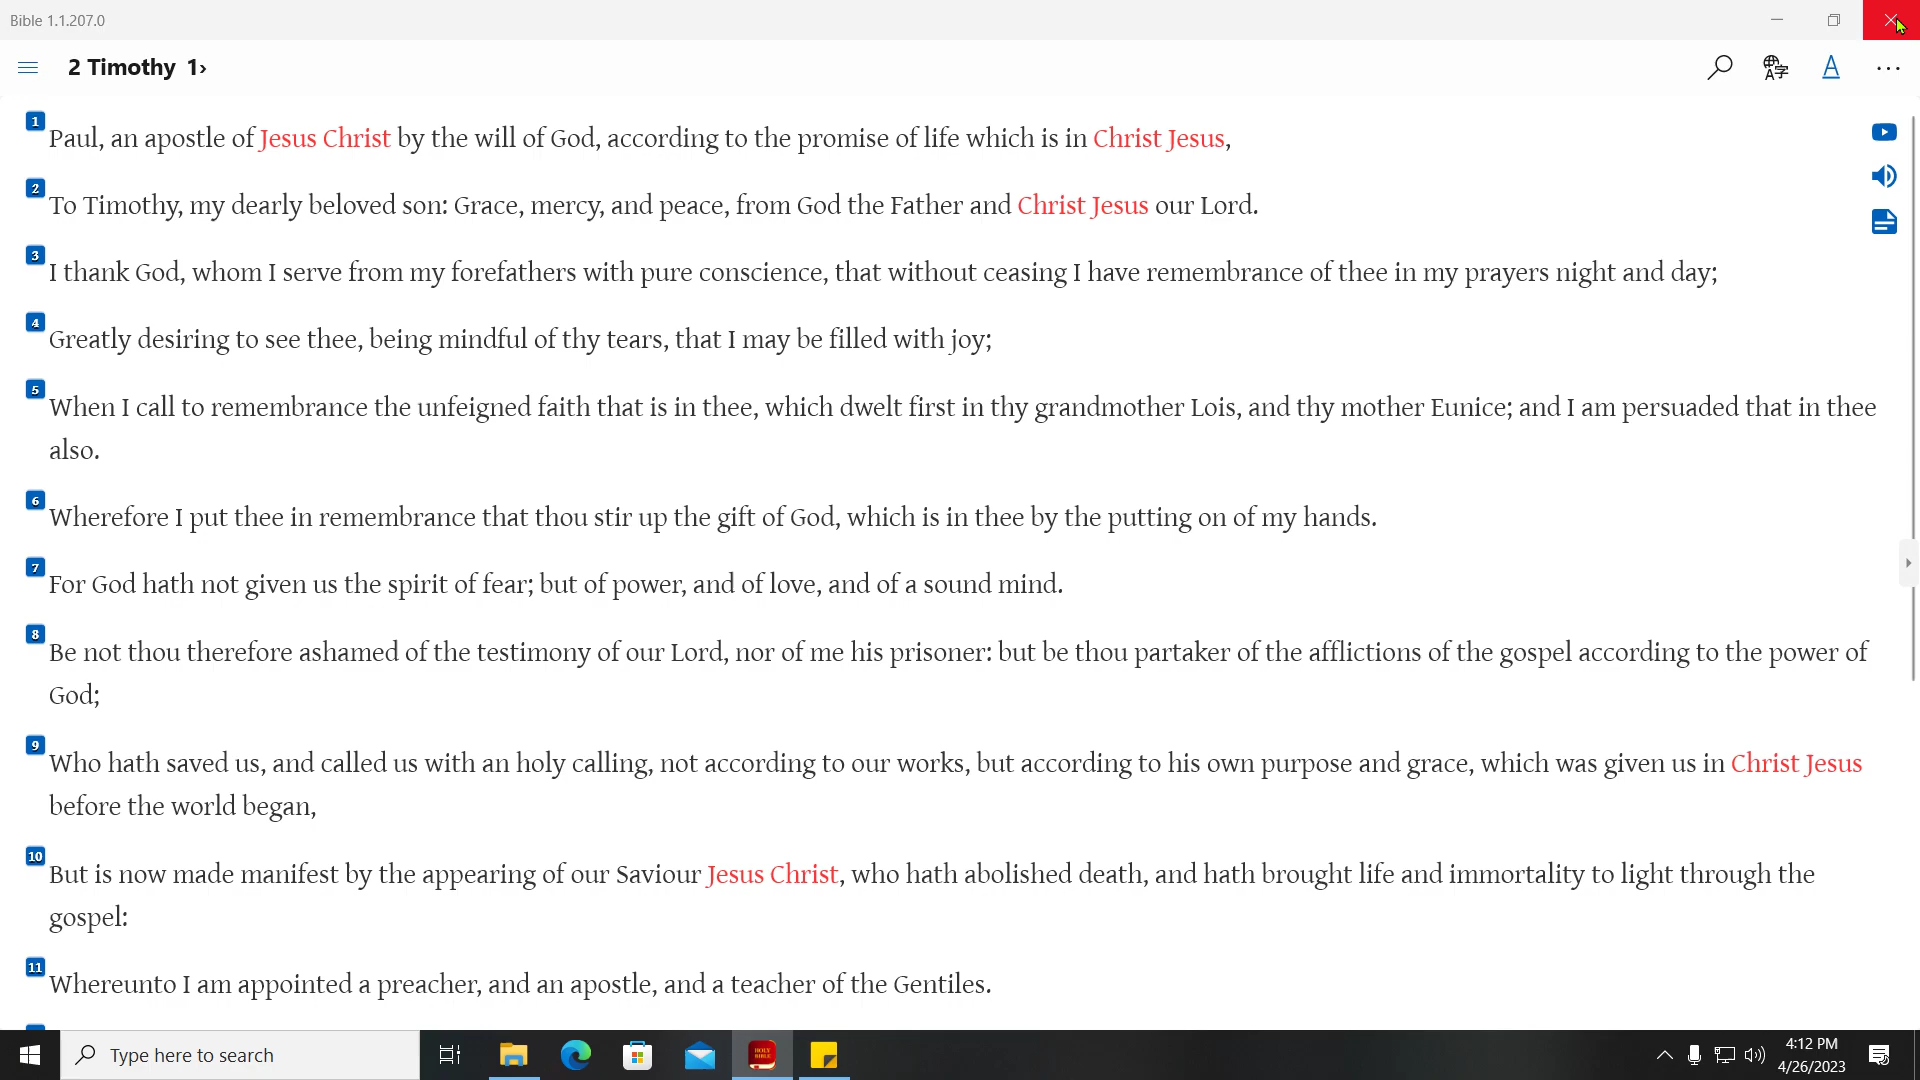 Bible 1.1.207.0
2 Timothy 1›
1
Paul, an apostle of Jesus Christ by the will of God, according to the promise of life which is in Christ Jesus,
2
To Timothy, my dearly beloved son: Grace, mercy, and peace, from God the Father and Christ Jesus our Lord.
3
I thank God, whom I serve from my forefathers with pure conscience, that without ceasing I have remembrance of thee in my prayers night and day;
4
Greatly desiring to see thee, being mindful of thy tears, that I may be filled with joy;
5
When I call to remembrance the unfeigned faith that is in thee, which dwelt first in thy grandmother Lois, and thy mother Eunice; and I am persuaded that in thee
also.
6
Wherefore I put thee in remembrance that thou stir up the gift of God, which is in thee by the putting on of my hands.
7
For God hath not given us the spirit of fear; but of power, and of love, and of a sound mind.
8
Be not thou therefore ashamed of the testimony of our Lord, nor of me his prisoner: but be thou partaker of the afflictions of the gospel according to the power of
God;
9
Who hath saved us, and called us with an holy calling, not according to our works, but according to his own purpose and grace, which was given us in Christ Jesus
before the world began,
10
But is now made manifest by the appearing of our Saviour Jesus Christ, who hath abolished death, and hath brought life and immortality to light through the
gospel:
11
Whereunto I am appointed a preacher, and an apostle, and a teacher of the Gentiles.
Type here to search
HOLY
BIBLE
4:12 PM
4/26/2023